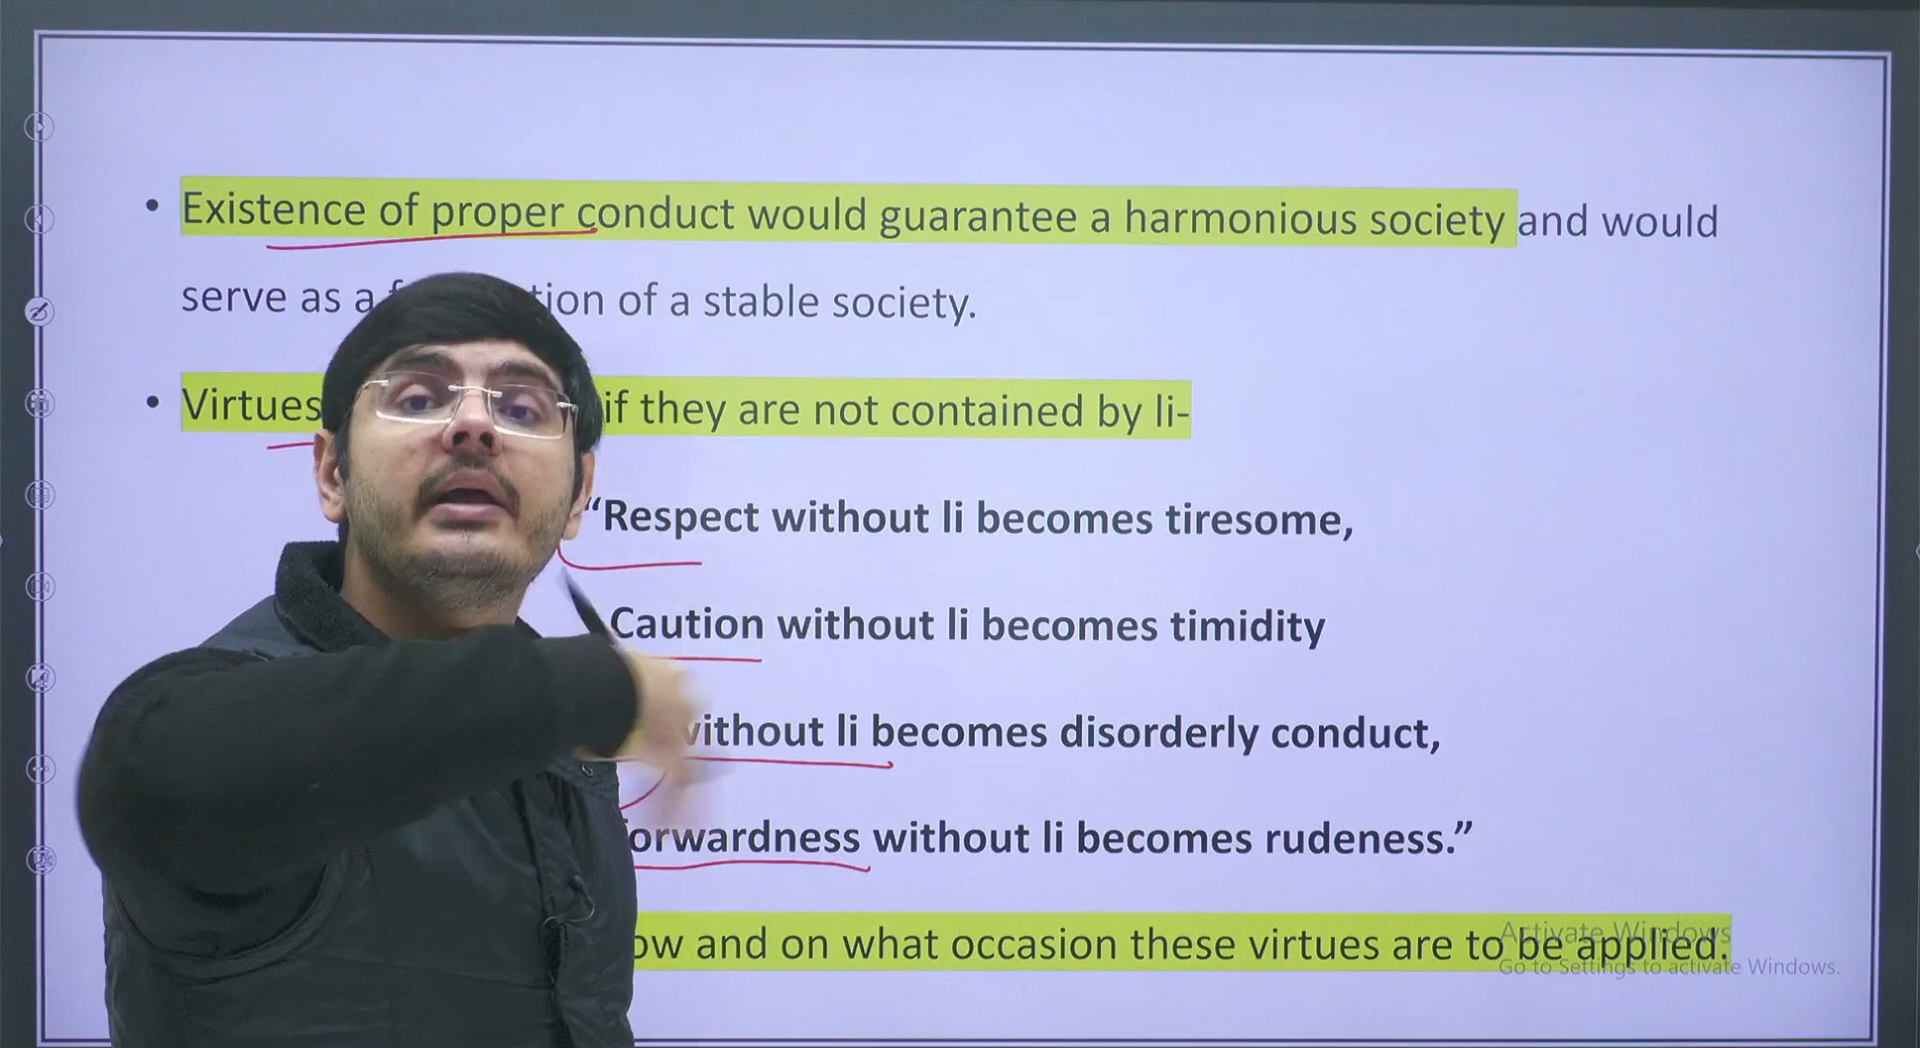 • Existence of proper conduct would guarantee a harmonious society and would
serve as a of a stable society.
• Virtues if they are not contained by li-
“Respect without li becomes tiresome,
Caution without li becomes timidity
without li becomes disorderly conduct,
without li becomes rudeness.”
and on what occasion these virtues are to be applied.
Activate Windows
Go to Settings to activate Windows.